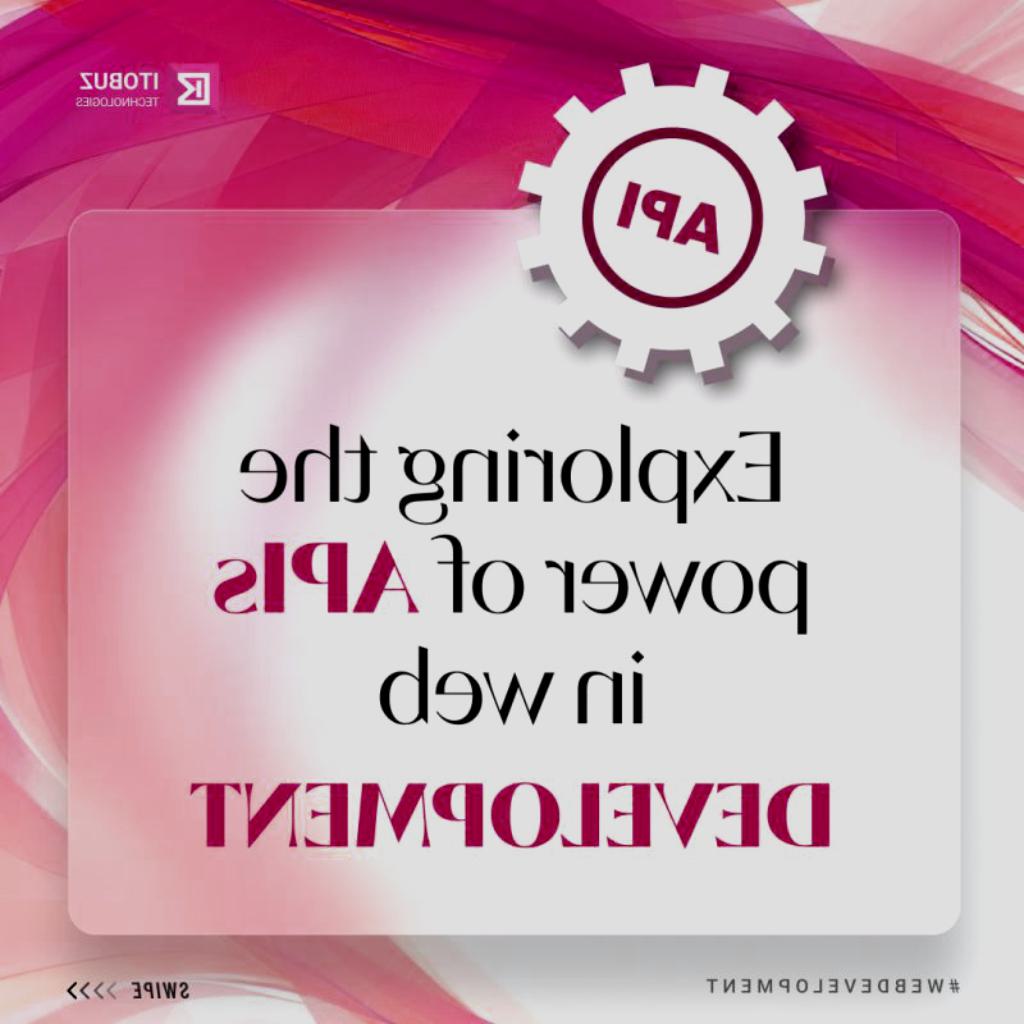 ITOBUZ
TECHNOLOGIES
API
Exploring the
power of APIs
in web
DEVELOPMENT
#WEBDEVELOPMENT
SWIPE